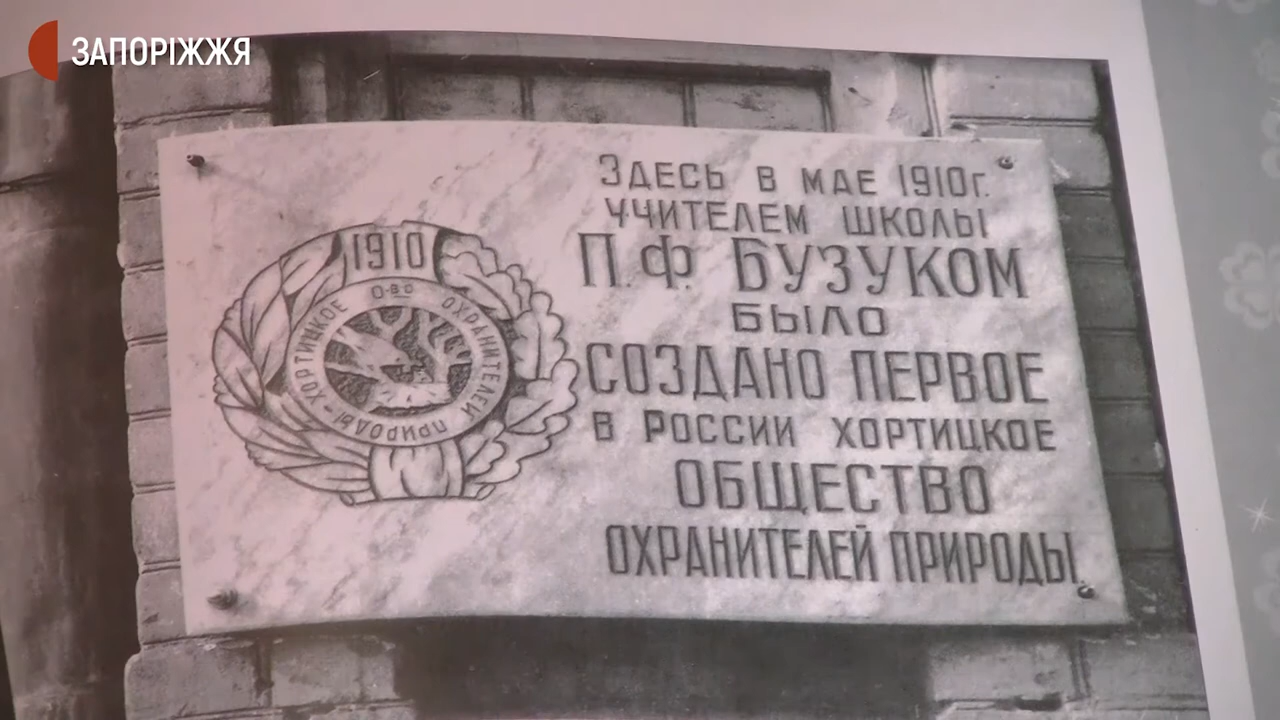 ЗАПОРІЖЖЯ
1910
ХОРТИЦКОЕ О-ВО ОХРАНИТЕЛЕЙ ПРИРОДЫ
ЗДЕСЬ В МАЕ 1910г.
УЧИТЕЛЕМ ШКОЛЫ
П.Ф. БУЗУКОМ
БЫЛО
СОЗДАНО ПЕРВОЕ
В РОССИИ ХОРТИЦКОЕ
ОБЩЕСТВО
ОХРАНИТЕЛЕЙ ПРИРОДЫ.